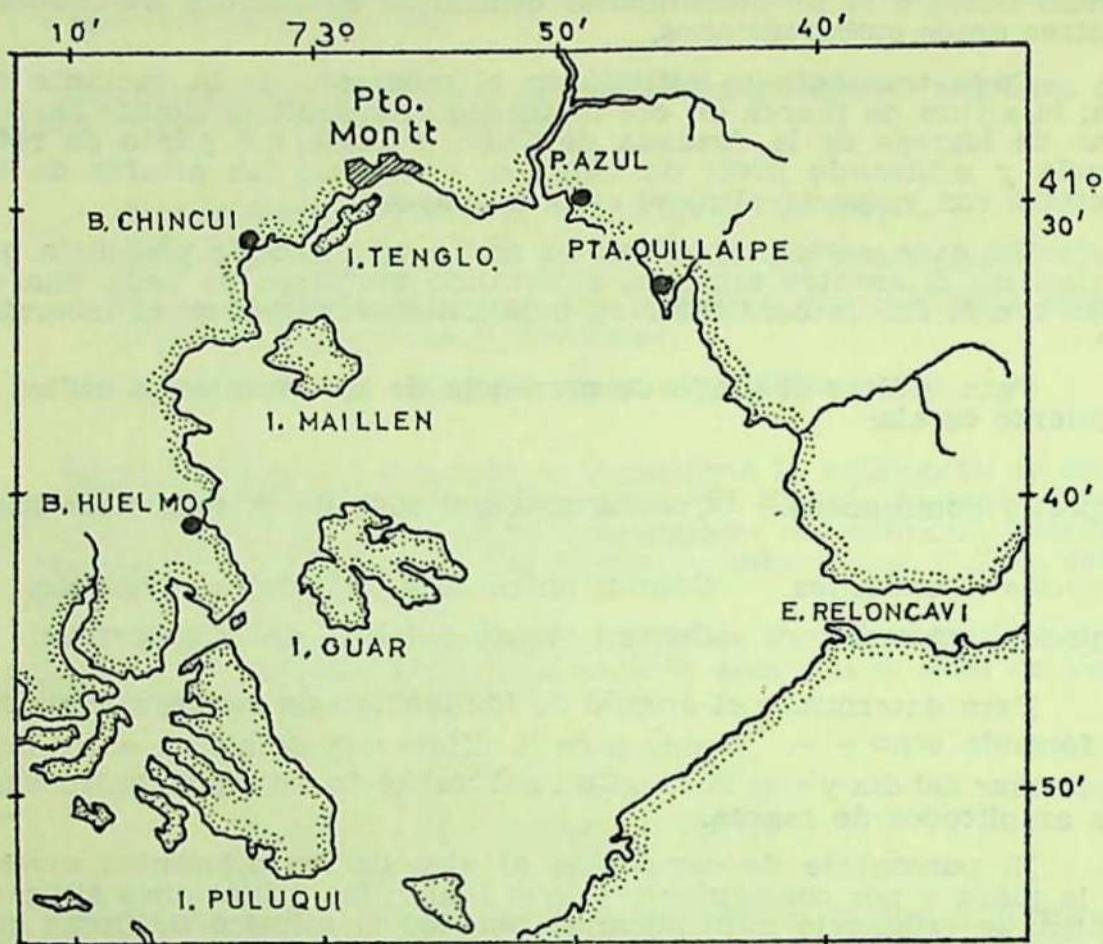 10' 73º 50' 40'
Pto.
Montt
P.AZUL
41º
30'
B. CHINCUI
I.TENGLO
PTA.QUILLAIPE
I. MAILLEN
B. HUELMO
40'
E. RELONCAVI
I, GUAR
50'
I. PULUQUI